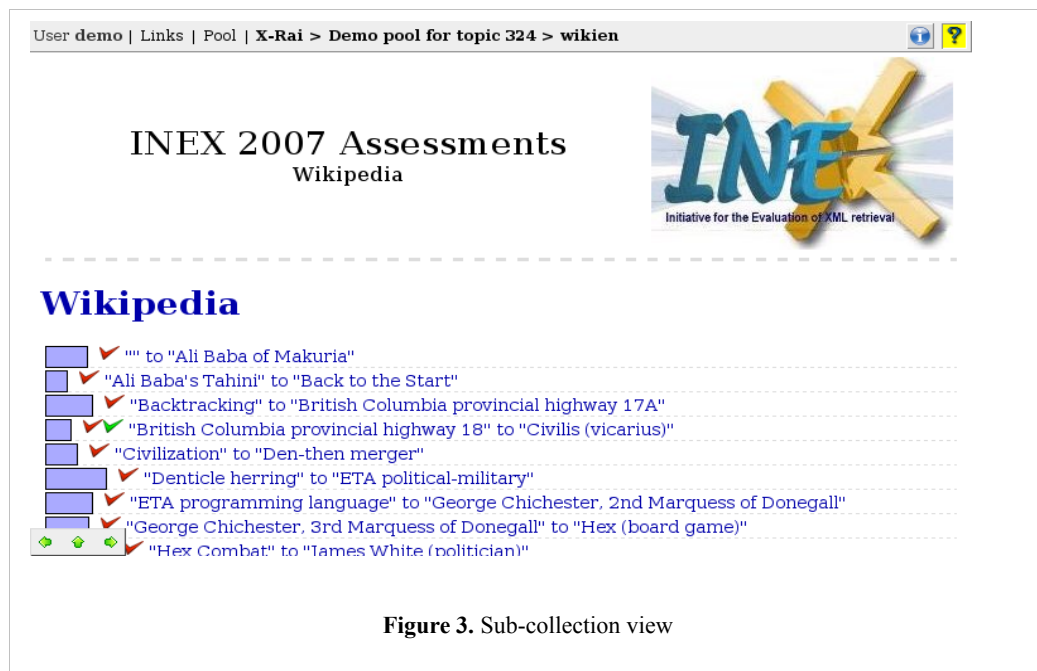 User demo | Links | Pool | X-Rai > Demo pool for topic 324 > wikien
?
INEX 2007 Assessments
Wikipedia
INEX
Initiative for the Evaluation of XML retrieval
Wikipedia
"" to "Ali Baba of Makuria"
"Ali Baba's Tahini" to "Back to the Start"
"Backtracking" to "British Columbia provincial highway 17A"
"British Columbia provincial highway 18" to "Civilis (vicarius)"
"Civilization" to "Den-then merger"
"Denticle herring" to "ETA political-military"
"ETA programming language" to "George Chichester, 2nd Marquess of Donegall"
"George Chichester, 3rd Marquess of Donegall" to "Hex (board game)"
"Hex Combat" to "James White (politician)"
Figure 3. Sub-collection view